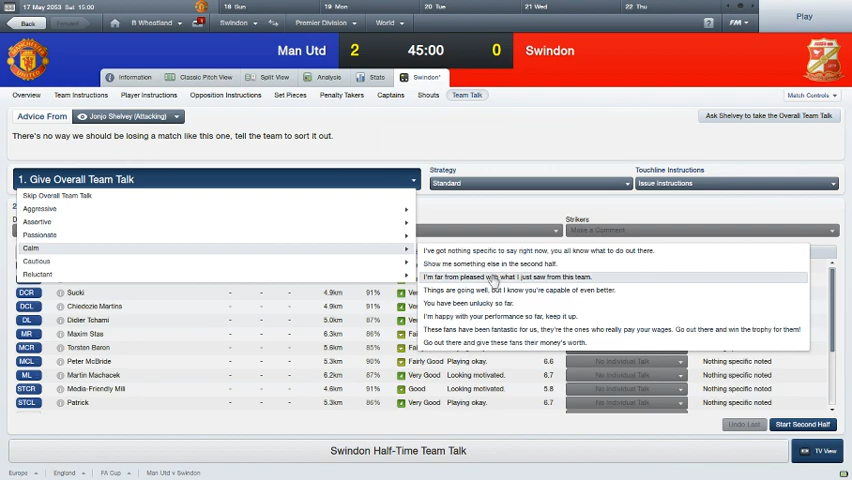 17 May 2053 Sat 15:00
18 Sun
19 Mon
20 Tue
21 Wed
22 Thu
Back
Forward
B Wheatland
Swindon
Premier Division
World
?
FM
Play
Man Utd 2 45:00 0 Swindon
Information
Classic Pitch View
Split View
Analysis
Stats
Swindon*
Overview
Team Instructions
Player Instructions
Opposition Instructions
Set Pieces
Penalty Takers
Captains
Shouts
Team Talk
Match Controls
Advice From
Jonjo Shelvey (Attacking)
Ask Shelvey to take the Overall Team Talk
There's no way we should be losing a match like this one, tell the team to sort it out.
1. Give Overall Team Talk
Strategy
Standard
Touchline Instructions
Issue Instructions
Skip Overall Team Talk
Aggressive
Assertive
Passionate
Calm
Cautious
Reluctant
Strikers
Make a Comment
I've got nothing specific to say right now, you all know what to do out there.
Show me something else in the second half.
I'm far from pleased with what I just saw from this team.
Things are going well, but I know you're capable of even better.
You have been unlucky so far.
I'm happy with your performance so far, keep it up.
These fans have been fantastic for us, they're the ones who really pay your wages. Go out there and win the trophy for them!
Go out there and give these fans their money's worth.
DCR Sucki - - - 4.9km 91%
DCL Chiedozie Martins - - - 4.4km 91%
DL Didier Tchami - - - 5.0km 89%
MR Maxim Stas - - - 5.4km 88%
MCR Torsten Baron - - - 5.5km 88%
MCL Peter McBride - - - 5.3km 90% Fairly Good Playing okay. 6.6 No Individual Talk Nothing specific noted
ML Martin Machacek - - - 6.2km 87% Very Good Looking motivated. 6.7 No Individual Talk Nothing specific noted
STCR Media-Friendly Mili - - - 4.6km 91% Good Looking motivated. 5.8 No Individual Talk Nothing specific noted
STCL Patrick - - - 5.3km 86% Very Good Playing okay. 6.7 No Individual Talk Nothing specific noted
Undo Last
Start Second Half
Swindon Half-Time Team Talk
TV View
Europe
England
FA Cup
Man Utd v Swindon